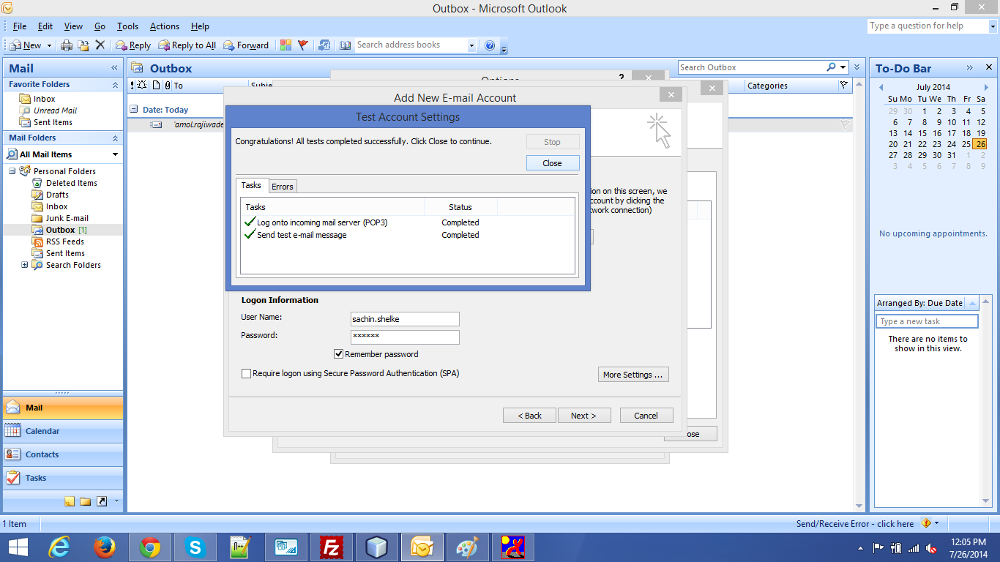 Outbox - Microsoft Outlook
File Edit View Go Tools Actions Help
Type a question for help
New Reply Reply to All Forward Search address books
Mail
Favorite Folders
Inbox
Unread Mail
Sent Items
Mail Folders
All Mail Items
Personal Folders
Deleted Items
Drafts
Inbox
Junk E-mail
Outbox [1]
RSS Feeds
Sent Items
Search Folders
Mail
Calendar
Contacts
Tasks
Outbox
Search Outbox
To Categories
Date: Today
'amol.rajiwade
Add New E-mail Account
Test Account Settings
Congratulations! All tests completed successfully. Click Close to continue.
Stop
Close
Tasks Errors
Tasks Status
Log onto incoming mail server (POP3) Completed
Send test e-mail message Completed
on on this screen, we
ccount by clicking the
work connection)
Logon Information
User Name: sachin.shelke
Password: ******
Remember password
Require logon using Secure Password Authentication (SPA)
More Settings ...
< Back Next > Cancel
ose
To-Do Bar
July 2014
Su Mo Tu We Th Fr Sa
29 30 1 2 3 4 5
6 7 8 9 10 11 12
13 14 15 16 17 18 19
20 21 22 23 24 25 26
27 28 29 30 31 1 2
3 4 5 6 7 8 9
No upcoming appointments.
Arranged By: Due Date
Type a new task
There are no items to
show in this view.
1 Item
Send/Receive Error - click here
12:05 PM
7/26/2014